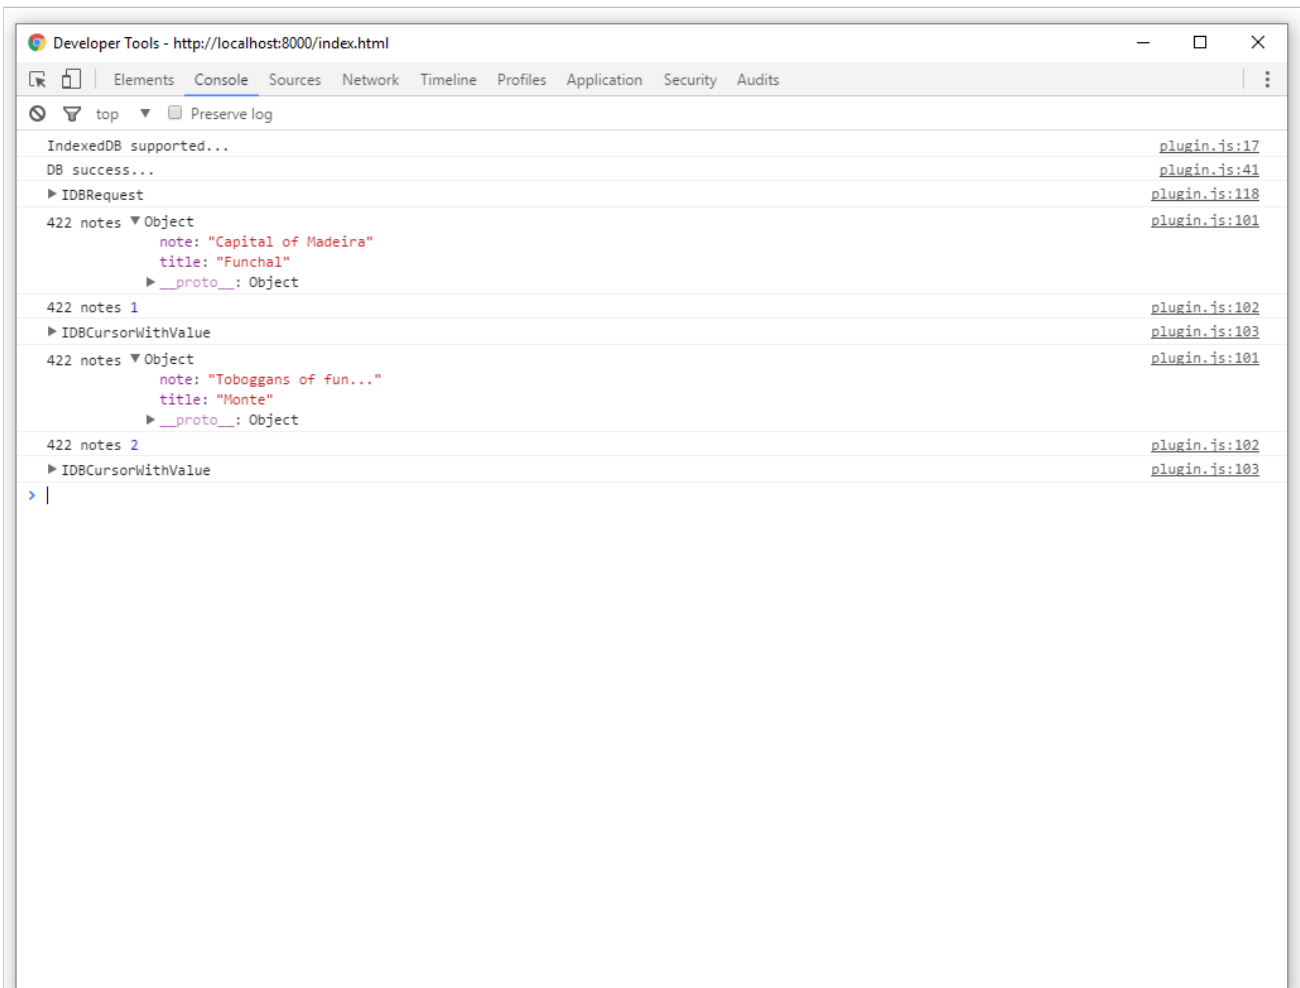 Developer Tools - http://localhost:8000/index.html
Elements Console Sources Network Timeline Profiles Application Security Audits
top ▼ Preserve log
IndexedDB supported... plugin.js:17
DB success... plugin.js:41
▶ IDBRequest plugin.js:118
422 notes ▼ Object plugin.js:101
note: "Capital of Madeira"
title: "Funchal"
▶ __proto__: Object
422 notes 1 plugin.js:102
▶ IDBCursorWithValue plugin.js:103
422 notes ▼ Object plugin.js:101
note: "Toboggans of fun..."
title: "Monte"
▶ __proto__: Object
422 notes 2 plugin.js:102
▶ IDBCursorWithValue plugin.js:103
>